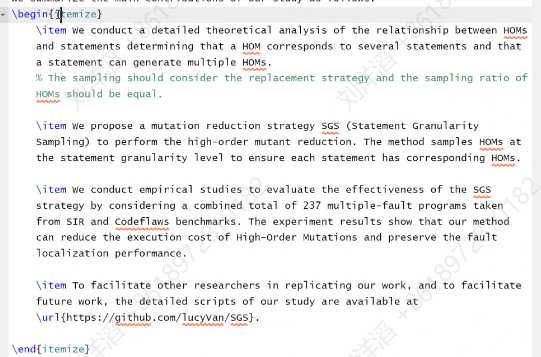 We summarize the main contributions of our study as follows.
\begin{itemize}
\item We conduct a detailed theoretical analysis of the relationship between HOMs
and statements determining that a HOM corresponds to several statements and that
a statement can generate multiple HOMs.
% The sampling should consider the replacement strategy and the sampling ratio of
HOMs should be equal.
\item We propose a mutation reduction strategy SGS (Statement Granularity
Sampling) to perform the high-order mutant reduction. The method samples HOMs at
the statement granularity level to ensure each statement has corresponding HOMs.
\item We conduct empirical studies to evaluate the effectiveness of the SGS
strategy by considering a combined total of 237 multiple-fault programs taken
from SIR and Codeflaws benchmarks. The experiment results show that our method
can reduce the execution cost of High-Order Mutations and preserve the fault
localization performance.
\item To facilitate other researchers in replicating our work, and to facilitate
future work, the detailed scripts of our study are available at
\url{https://github.com/lucyVan/SGS}.
\end{itemize}